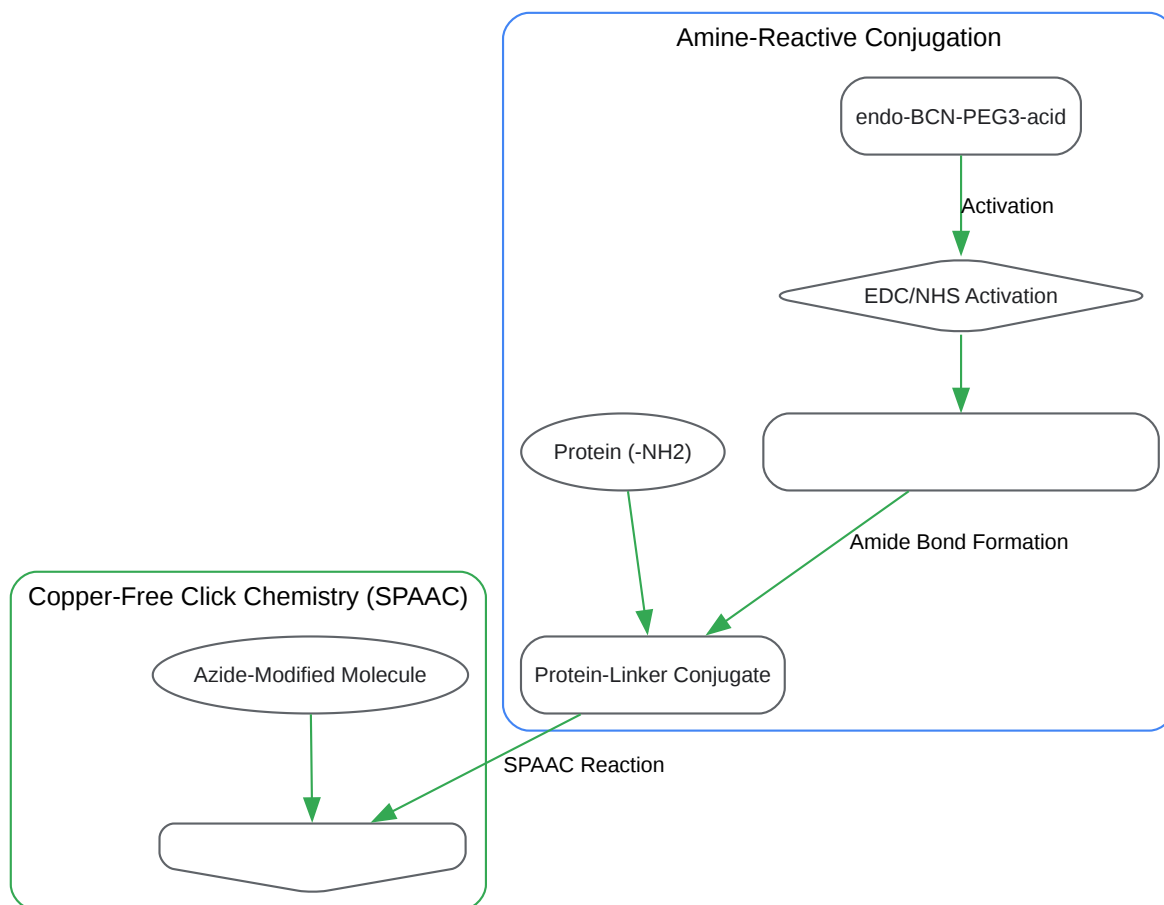 Amine-Reactive Conjugation
endo-BCN-PEG3-acid
Activation
EDC/NHS Activation
Protein (-NH2)
Amide Bond Formation
Copper-Free Click Chemistry (SPAAC)
Azide-Modified Molecule
Protein-Linker Conjugate
SPAAC Reaction